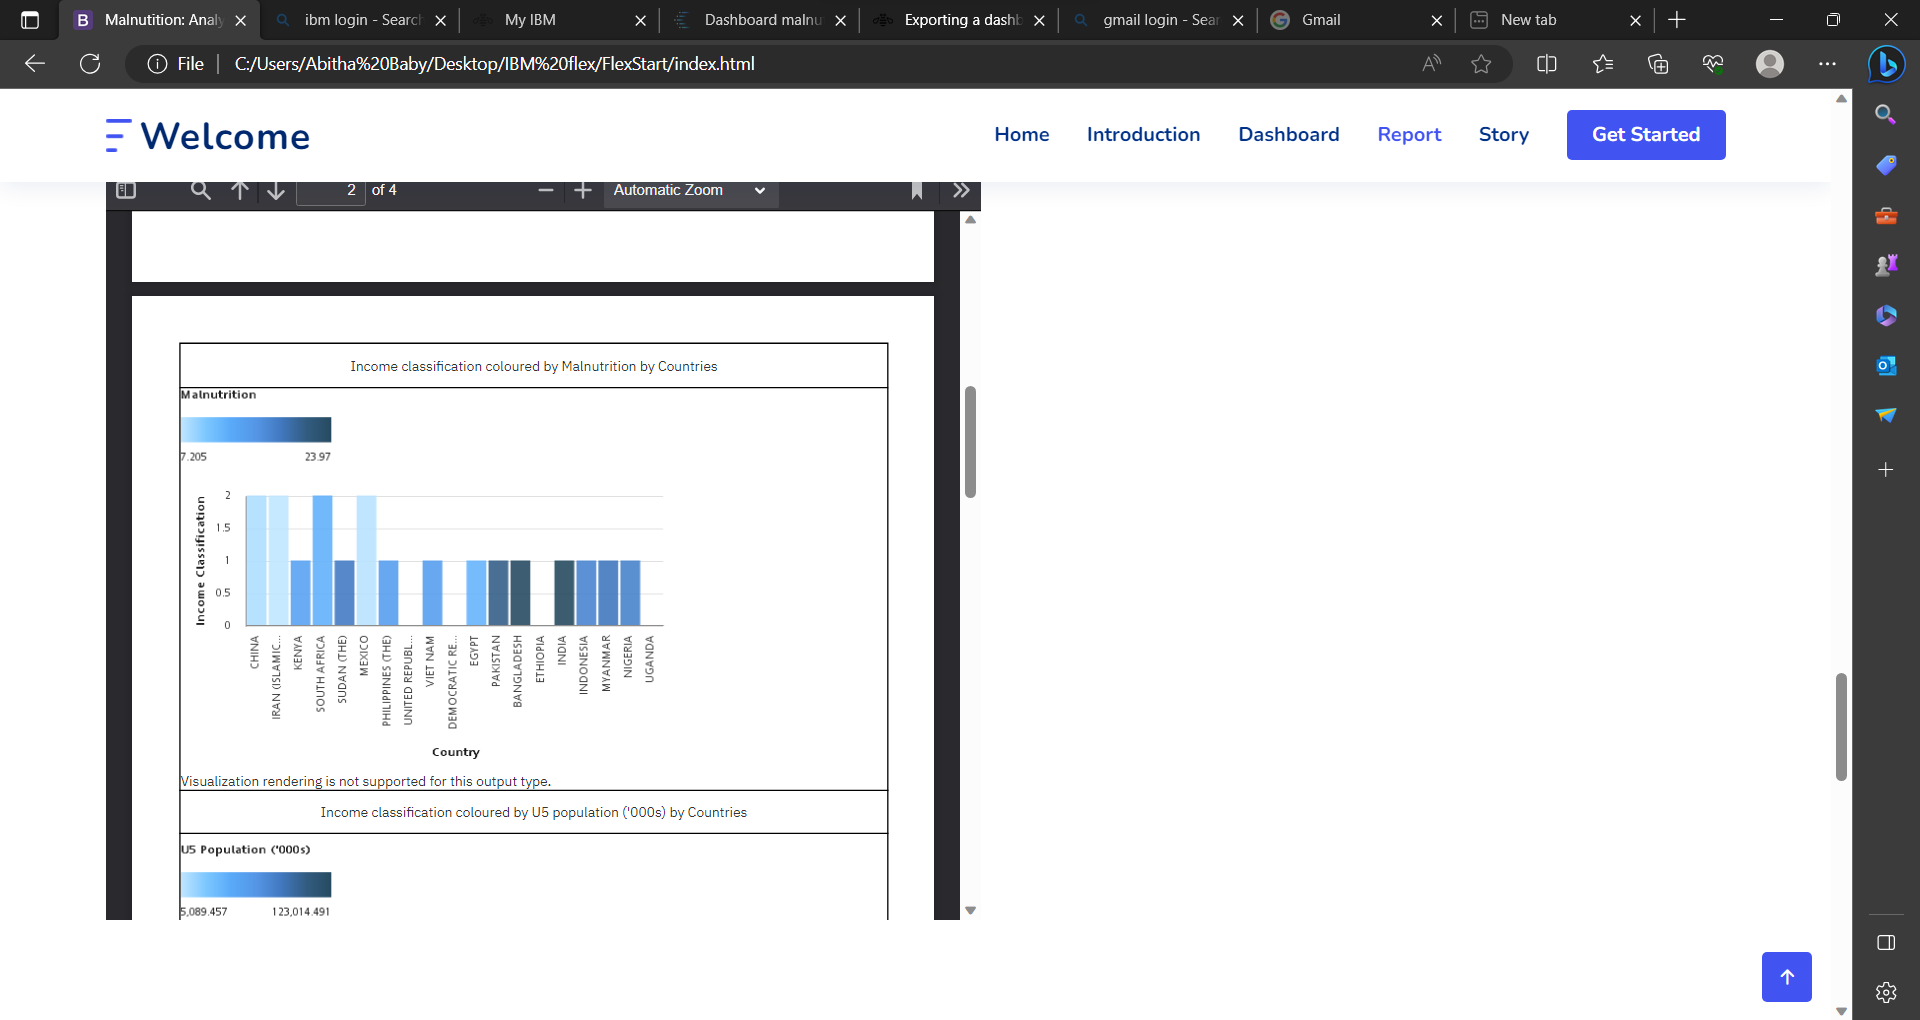 Malnutition: Analy
ibm login - Search
My IBM
Dashboard malnu
Exporting a dashb
gmail login - Sear
Gmail
New tab
File
C:/Users/Abitha%20Baby/Desktop/IBM%20flex/FlexStart/index.html
Welcome
Home Introduction Dashboard Report Story Get Started
2 of 4 Automatic Zoom
Income classification coloured by Malnutrition by Countries
Malnutrition
7.205 23.97
Income Classification
2
1.5
1
0.5
0
CHINA
IRAN (ISLAMIC...
KENYA
SOUTH AFRICA
SUDAN (THE)
MEXICO
PHILIPPINES (THE)
UNITED REPUBL...
VIET NAM
DEMOCRATIC RE...
EGYPT
PAKISTAN
BANGLADESH
ETHIOPIA
INDIA
INDONESIA
MYANMAR
NIGERIA
UGANDA
Country
Visualization rendering is not supported for this output type.
Income classification coloured by U5 population ('000s) by Countries
U5 Population ('000s)
5,089.457 123,014.491